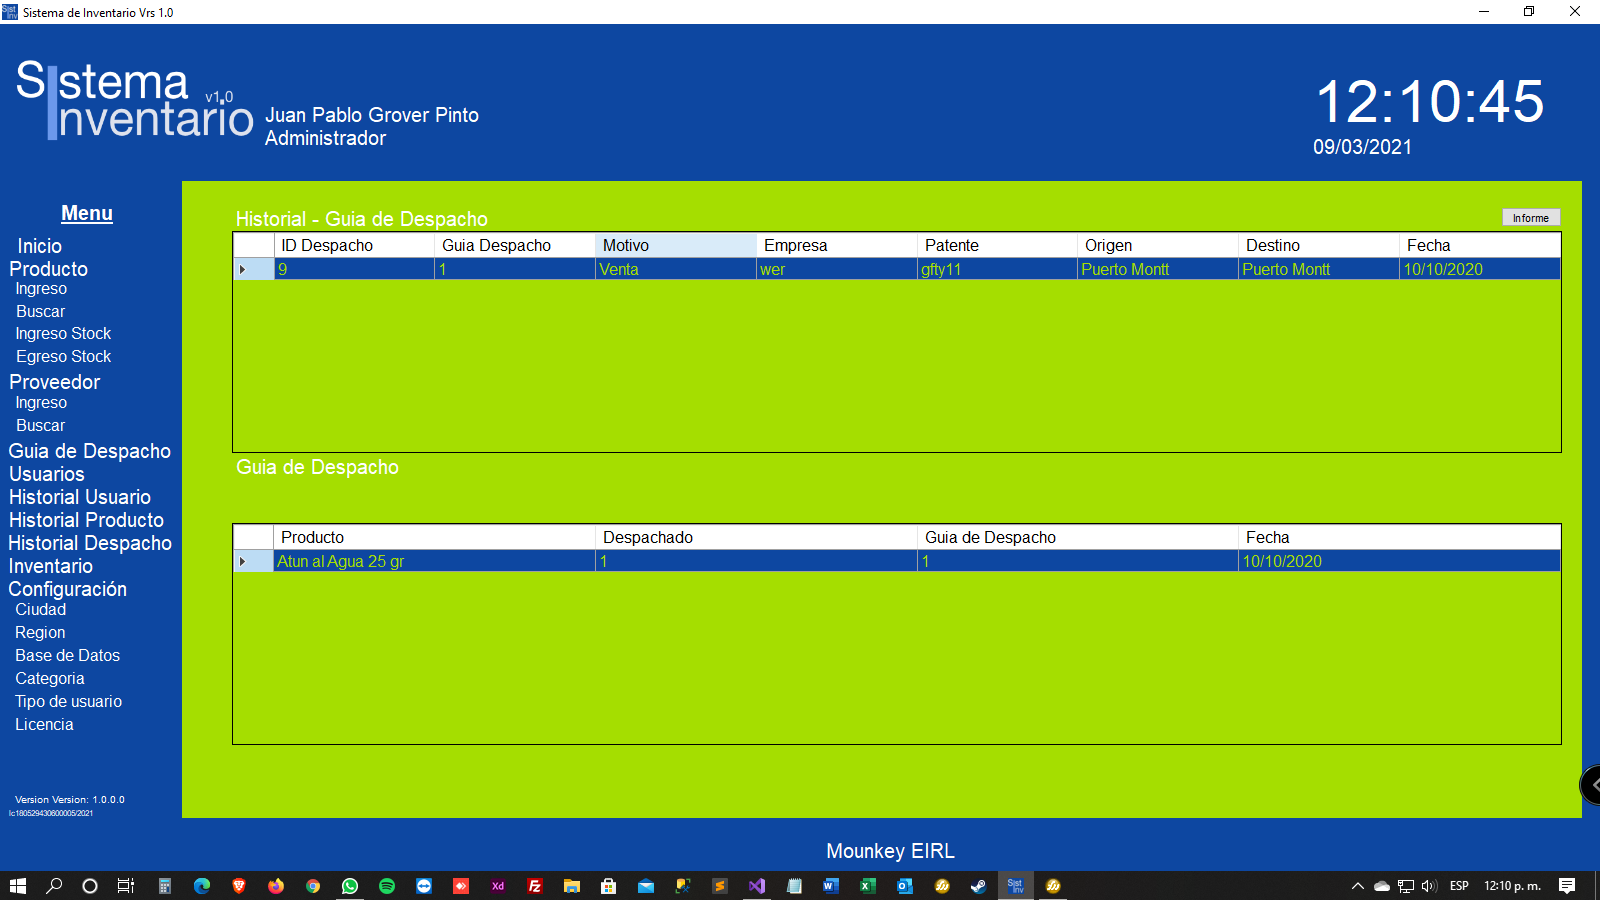 Sistema de Inventario Vrs 1.0
Sistema
Inventario v1.0
Juan Pablo Grover Pinto
Administrador
12:10:45
09/03/2021
Menu
Inicio
Producto
Ingreso
Buscar
Ingreso Stock
Egreso Stock
Proveedor
Ingreso
Buscar
Guia de Despacho
Usuarios
Historial Usuario
Historial Producto
Historial Despacho
Inventario
Configuración
Ciudad
Region
Base de Datos
Categoria
Tipo de usuario
Licencia
Version Version: 1.0.0.0
lc180529430600005/2021
Historial - Guia de Despacho
Informe
ID Despacho Guia Despacho Motivo Empresa Patente Origen Destino Fecha
9 1 Venta wer gfty11 Puerto Montt Puerto Montt 10/10/2020
Guia de Despacho
Producto Despachado Guia de Despacho Fecha
Atun al Agua 25 gr 1 1 10/10/2020
Mounkey EIRL
ESP 12:10 p. m.